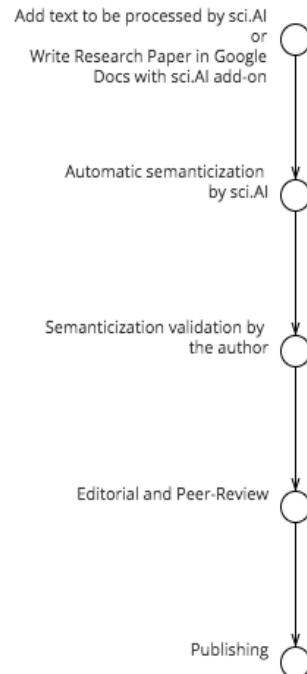 Add text to be processed by sci.AI
or
Write Research Paper in Google
Docs with sci.AI add-on
Automatic semanticization
by sci.AI
Semanticization validation by
the author
Editorial and Peer-Review
Publishing